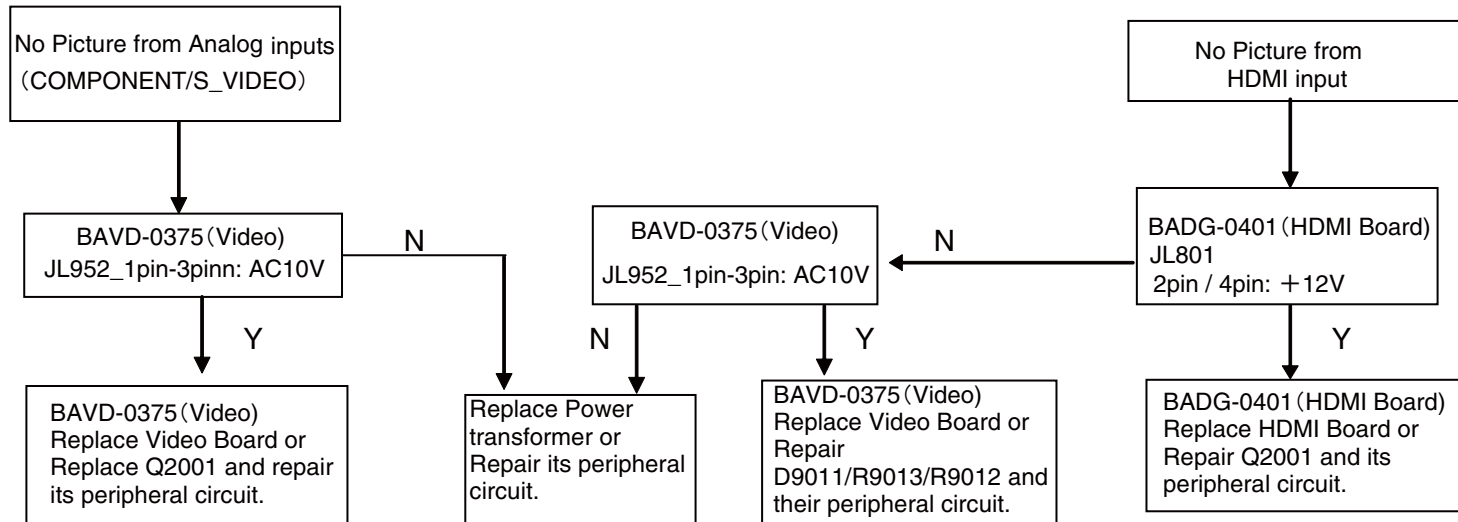 No Picture from Analog inputs
（COMPONENT/S_VIDEO）
No Picture from
HDMI input
BAVD-0375（Video）
JL952_1pin-3pinn: AC10V
N
BAVD-0375（Video）
JL952_1pin-3pin: AC10V
N
BADG-0401（HDMI Board）
JL801
2pin / 4pin: ＋12V
Y
N
Y
Y
BAVD-0375（Video）
Replace Video Board or
Replace Q2001 and repair
its peripheral circuit.
Replace Power
transformer or
Repair its peripheral
circuit.
BAVD-0375（Video）
Replace Video Board or
Repair
D9011/R9013/R9012 and
their peripheral circuit.
BADG-0401（HDMI Board）
Replace HDMI Board or
Repair Q2001 and its
peripheral circuit.